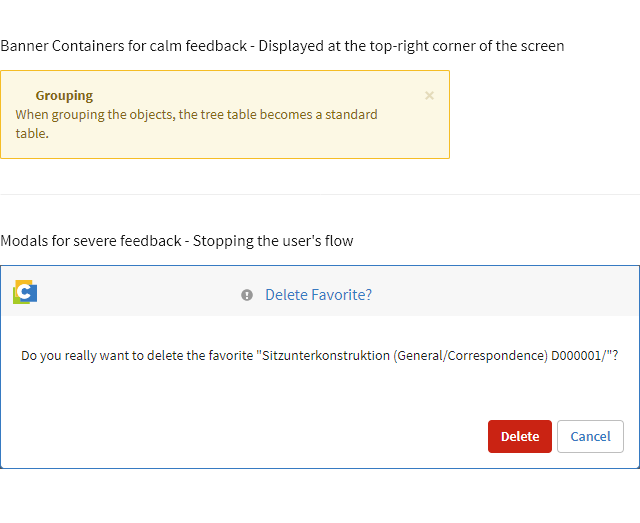 Banner Containers for calm feedback - Displayed at the top-right corner of the screen
Grouping
×
When grouping the objects, the tree table becomes a standard
table.
Modals for severe feedback - Stopping the user's flow
C
Delete Favorite?
Do you really want to delete the favorite "Sitzunterkonstruktion (General/Correspondence) D000001/"?
Delete
Cancel